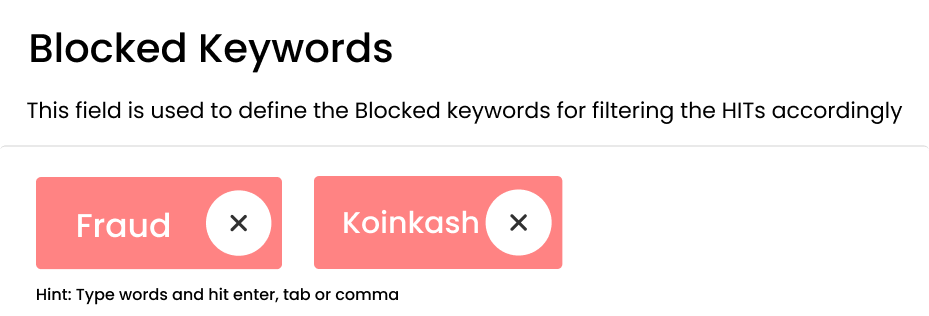 Blocked Keywords
This field is used to define the Blocked keywords for filtering the HITs accordingly
Fraud × Koinkash ×
Hint: Type words and hit enter, tab or comma